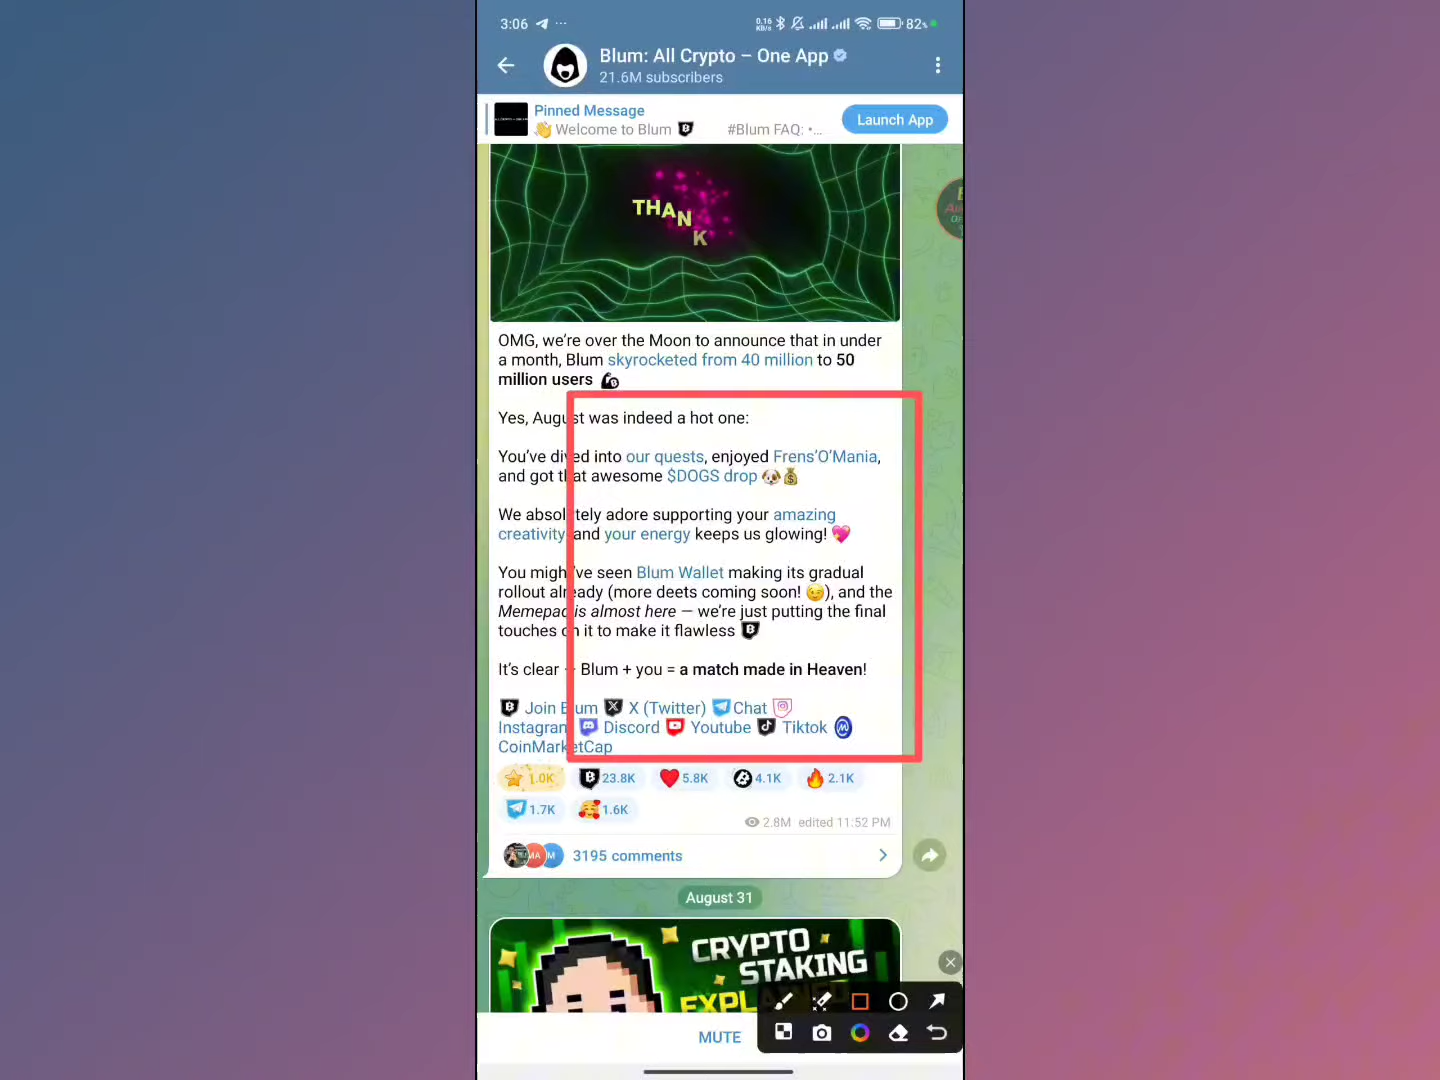 3:06
0.16 KB/s
82
Blum: All Crypto – One App
21.6M subscribers
Pinned Message
Welcome to Blum #Blum FAQ: •...
Launch App
THANK
OMG, we're over the Moon to announce that in under
a month, Blum skyrocketed from 40 million to 50
million users
Yes, August was indeed a hot one:
You've dived into our quests, enjoyed Frens'O'Mania,
and got that awesome $DOGS drop 🐶💰
We absolutely adore supporting your amazing
creativity and your energy keeps us glowing! 💖
You might've seen Blum Wallet making its gradual
rollout already (more deets coming soon! 😉), and the
Memepad is almost here — we're just putting the final
touches on it to make it flawless
It's clear – Blum + you = a match made in Heaven!
Join Blum X (Twitter) Chat
Instagram Discord Youtube Tiktok
CoinMarketCap
1.0K 23.8K 5.8K 4.1K 2.1K
1.7K 1.6K
2.8M edited 11:52 PM
MA M 3195 comments
August 31
CRYPTO
STAKING
MUTE